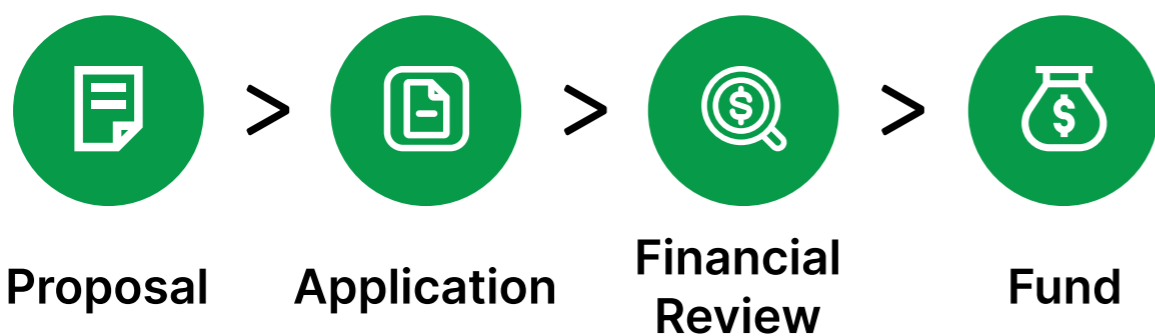 $
$
>
>
>
Proposal
Application
Financial
Review
Fund